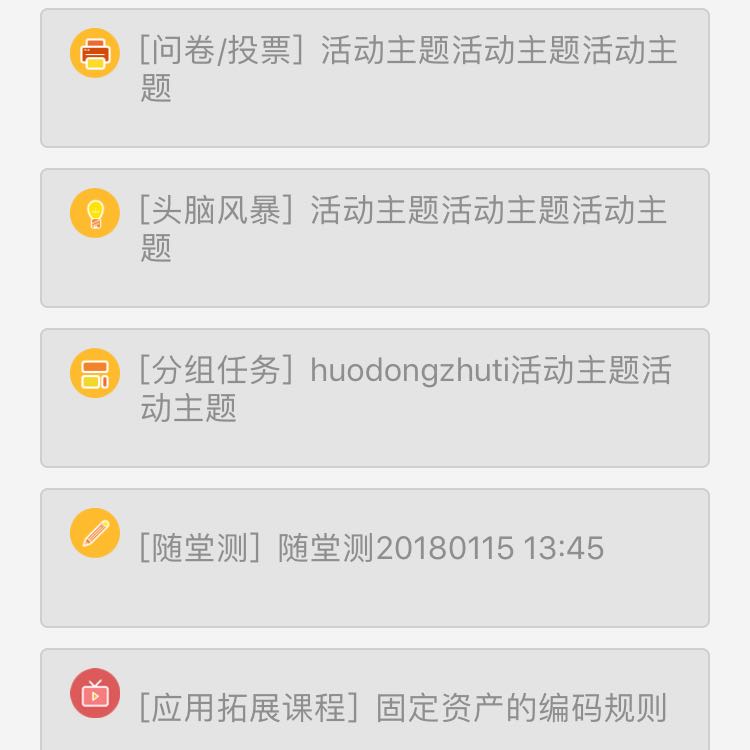 [问卷/投票] 活动主题活动主题活动主
题
[头脑风暴] 活动主题活动主题活动主
题
[分组任务] huodongzhuti活动主题活
动主题
[随堂测] 随堂测20180115 13:45
[应用拓展课程] 固定资产的编码规则